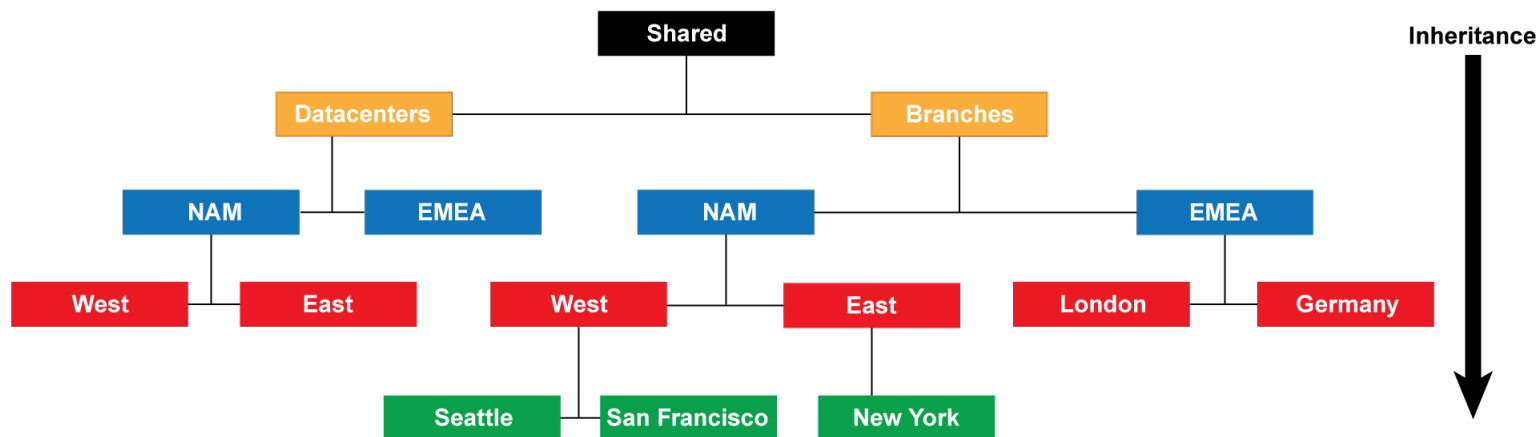 Shared
Inheritance
Datacenters
Branches
NAM
EMEA
NAM
EMEA
West
East
West
East
London
Germany
Seattle
San Francisco
New York